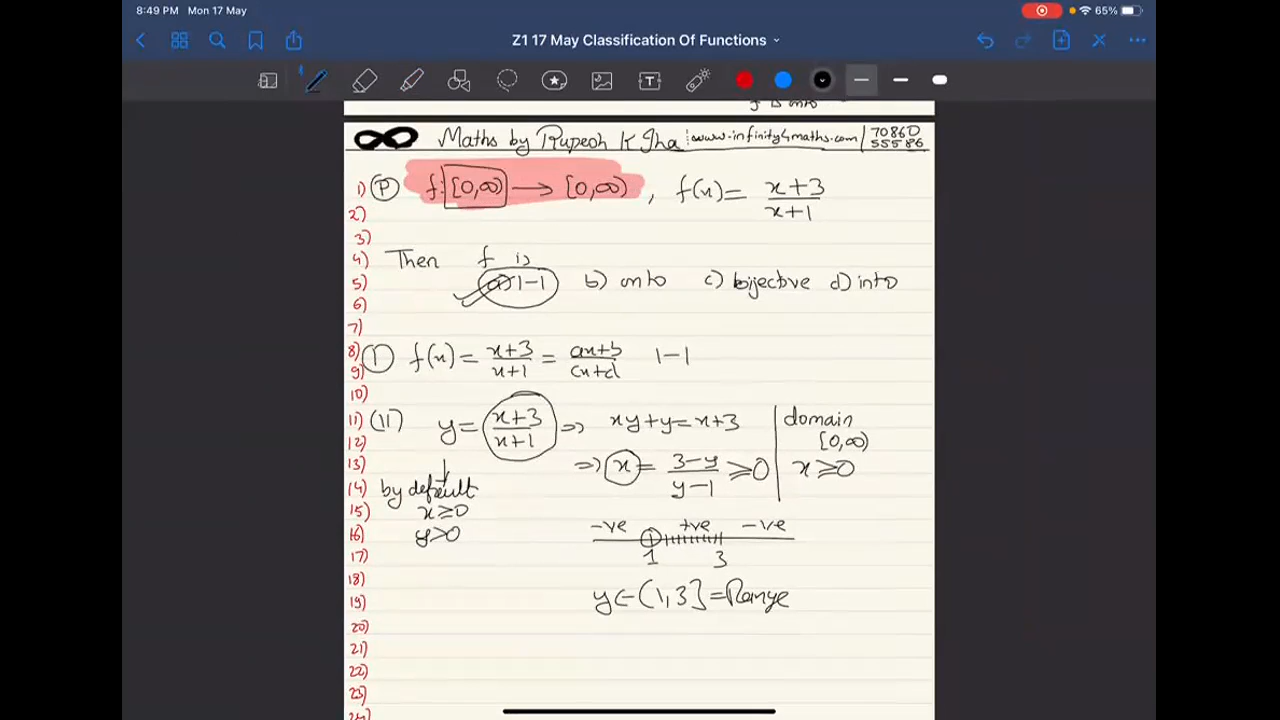 8:49 PM Mon 17 May
65%
Z1 17 May Classification Of Functions
f is onto
∞ Maths by Rupesh K Jha www.infinity4maths.com / 70860 55586
1) (P) f: [0,∞) → [0,∞) , f(x) = (x+3)/(x+1)
2)
3)
4) Then f is
5) a) 1-1 b) onto c) bijective d) into
6)
7)
8) (I) f(x) = (x+3)/(x+1) = (ax+b)/(cx+d) 1-1
9)
10)
11) (II) y = (x+3)/(x+1) => xy+y = x+3 domain
12) [0,∞)
13) => x = (3-y)/(y-1) ≥0 x≥0
14) by default
15) x≥0
-ve +ve -ve
16) y>0
17) 1 3
18)
19) y∈(1,3] = Range
20)
21)
22)
23)
24)